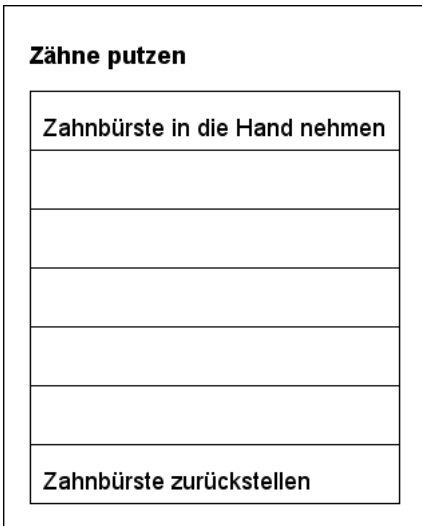 Zähne putzen
Zahnbürste in die Hand nehmen
Zahnbürste zurückstellen